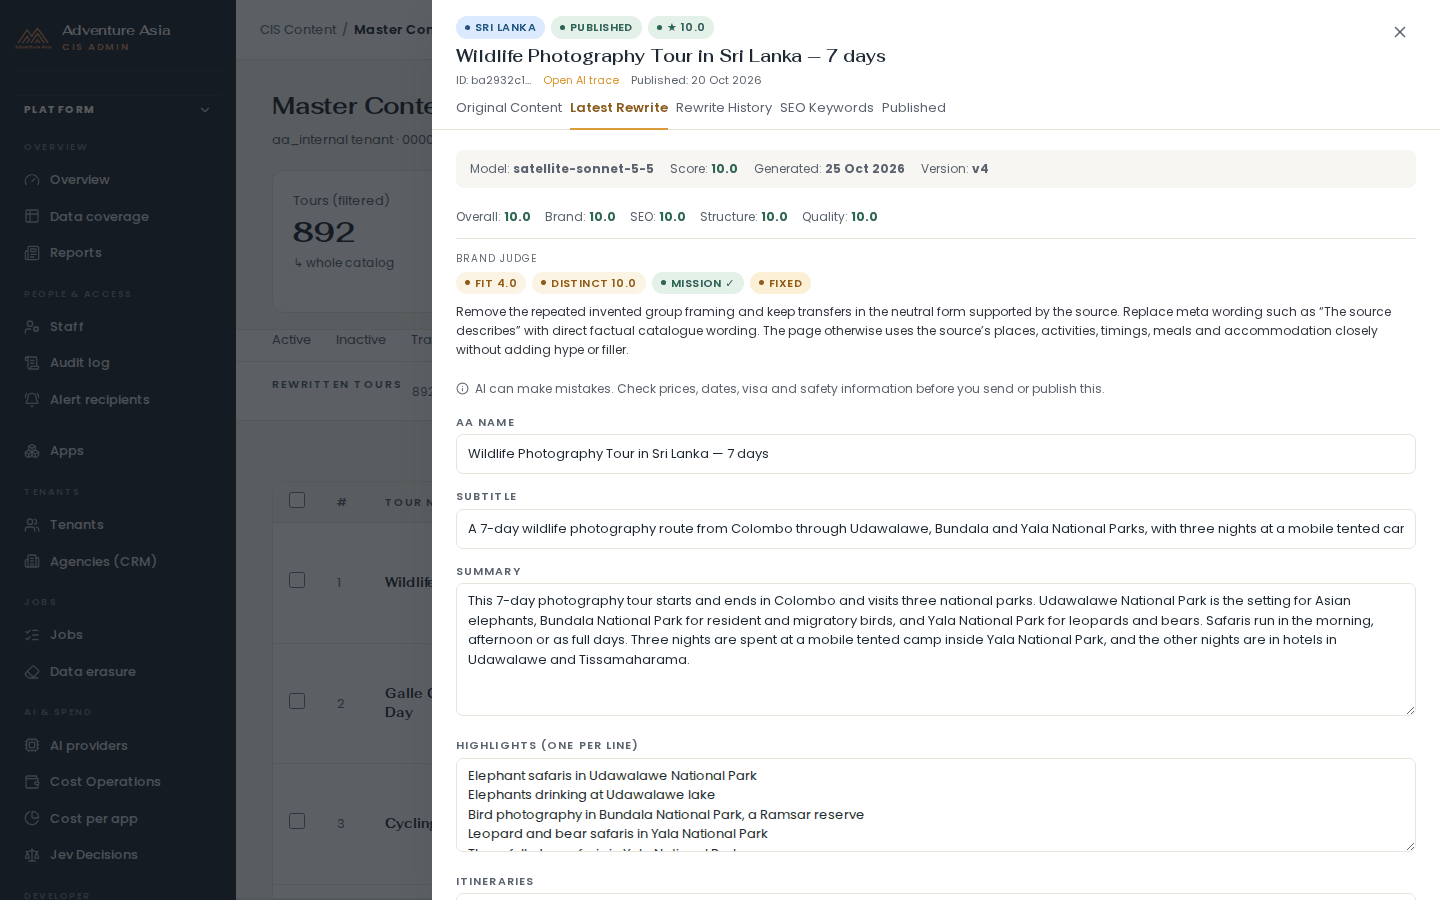 Adventure Asia
CIS ADMIN
PLATFORM
OVERVIEW
Overview
Data coverage
Reports
PEOPLE & ACCESS
Staff
Audit log
Alert recipients
Apps
TENANTS
Tenants
Agencies (CRM)
JOBS
Jobs
Data erasure
AI & SPEND
AI providers
Cost Operations
Cost per app
Jev Decisions
DEVELOPER
CIS Content / Master Con
Master Conte
aa_internal tenant · 0000
Tours (filtered)
892
↳ whole catalog
Active Inactive Tra
REWRITTEN TOURS 892
# TOUR N
1 Wildlife
2 Galle C
Day
3 Cycling
SRI LANKA PUBLISHED ★ 10.0
Wildlife Photography Tour in Sri Lanka — 7 days
ID: ba2932c1… Open AI trace Published: 20 Oct 2026
Original Content Latest Rewrite Rewrite History SEO Keywords Published
Model: satellite-sonnet-5-5 Score: 10.0 Generated: 25 Oct 2026 Version: v4
Overall: 10.0 Brand: 10.0 SEO: 10.0 Structure: 10.0 Quality: 10.0
BRAND JUDGE
FIT 4.0 DISTINCT 10.0 MISSION ✓ FIXED
Remove the repeated invented group framing and keep transfers in the neutral form supported by the source. Replace meta wording such as “The source
describes” with direct factual catalogue wording. The page otherwise uses the source’s places, activities, timings, meals and accommodation closely
without adding hype or filler.
AI can make mistakes. Check prices, dates, visa and safety information before you send or publish this.
AA NAME
Wildlife Photography Tour in Sri Lanka — 7 days
SUBTITLE
A 7-day wildlife photography route from Colombo through Udawalawe, Bundala and Yala National Parks, with three nights at a mobile tented car
SUMMARY
This 7-day photography tour starts and ends in Colombo and visits three national parks. Udawalawe National Park is the setting for Asian
elephants, Bundala National Park for resident and migratory birds, and Yala National Park for leopards and bears. Safaris run in the morning,
afternoon or as full days. Three nights are spent at a mobile tented camp inside Yala National Park, and the other nights are in hotels in
Udawalawe and Tissamaharama.
HIGHLIGHTS (ONE PER LINE)
Elephant safaris in Udawalawe National Park
Elephants drinking at Udawalawe lake
Bird photography in Bundala National Park, a Ramsar reserve
Leopard and bear safaris in Yala National Park
ITINERARIES